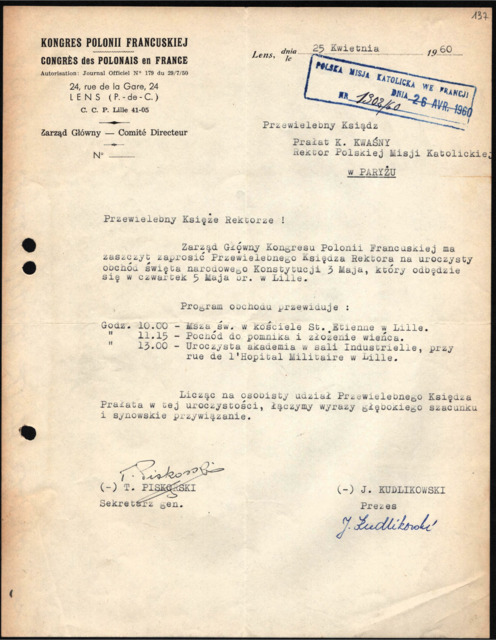 137
KONGRES POLONII FRANCUSKIEJ
CONGRÈS des POLONAIS en FRANCE
Autorisation: Journal Officiel N° 179 du 29/7/50
24, rue de la Gare, 24
LENS (P.-de-C.)
C. C. P. Lille 41-05
Zarząd Główny — Comité Directeur
N°
Lens, dnia le 25 Kwietnia 1960
POLSKA MISJA KATOLICKA WE FRANCJI
NR. 1302/60 DNIA 26 AVR. 1960
Przewielebny Ksiądz
Prałat K. KWAŚNY
Rektor Polskiej Misji Katolickiej
w PARYŻU
Przewielebny Księże Rektorze !
Zarząd Główny Kongresu Polonii Francuskiej ma
zaszczyt zaprosić Przewielebnego Księdza Rektora na uroczysty
obchód święta narodowego Konstytucji 3 Maja, który odbędzie
się w czwartek 5 Maja br. w Lille.
Program obchodu przewiduje :
Godz. 10.00 - Msza św. w kościele St. Etienne w Lille.
" 11.15 - Pochód do pomnika i złożenie wieńca.
" 13.00 - Uroczysta akademia w sali Industrielle, przy
rue de l'Hopital Militaire w Lille.
Licząc na osobisty udział Przewielebnego Księdza
Prałata w tej uroczystości, łączymy wyrazy głębokiego szacunku
i synowskie przywiązanie.
T. Piskorski
(-) T. PISKORSKI
Sekretarz gen.
(-) J. KUDLIKOWSKI
Prezes
J. Kudlikowski